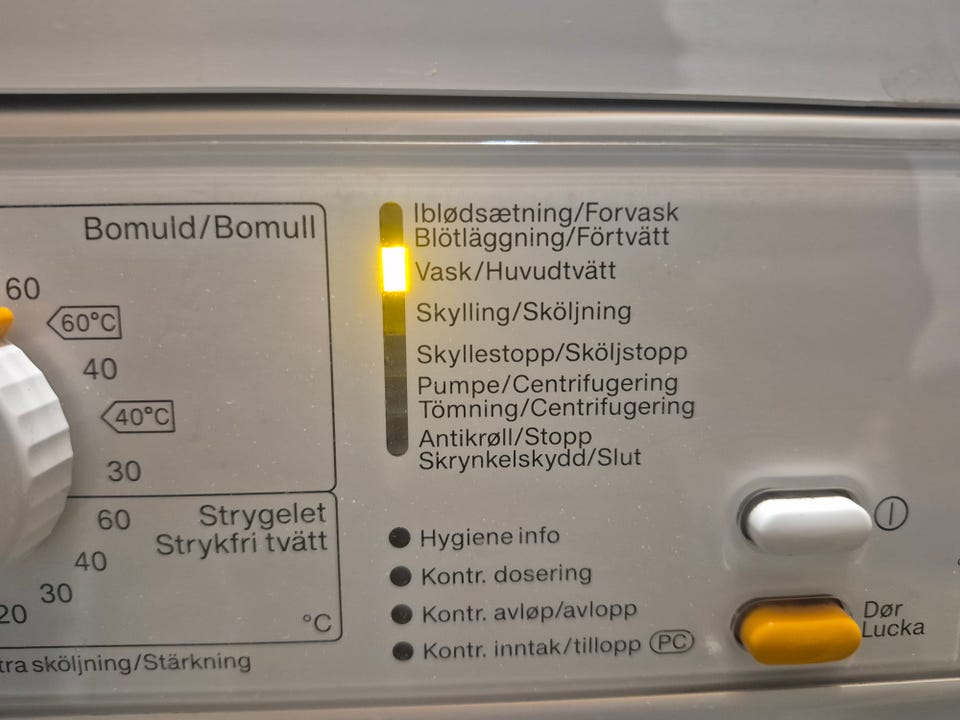 Bomuld/Bomull
60
60°C
40
40°C
30
60
Strygelet
Strykfri tvätt
40
30
20
°C
tra sköljning/Stärkning
Iblødsætning/Forvask
Blötläggning/Förtvätt
Vask/Huvudtvätt
Skylling/Sköljning
Skyllestopp/Sköljstopp
Pumpe/Centrifugering
Tömning/Centrifugering
Antikrøll/Stopp
Skrynkelskydd/Slut
Hygiene info
Kontr. dosering
Kontr. avløp/avlopp
Kontr. inntak/tillopp PC
Dør
Lucka